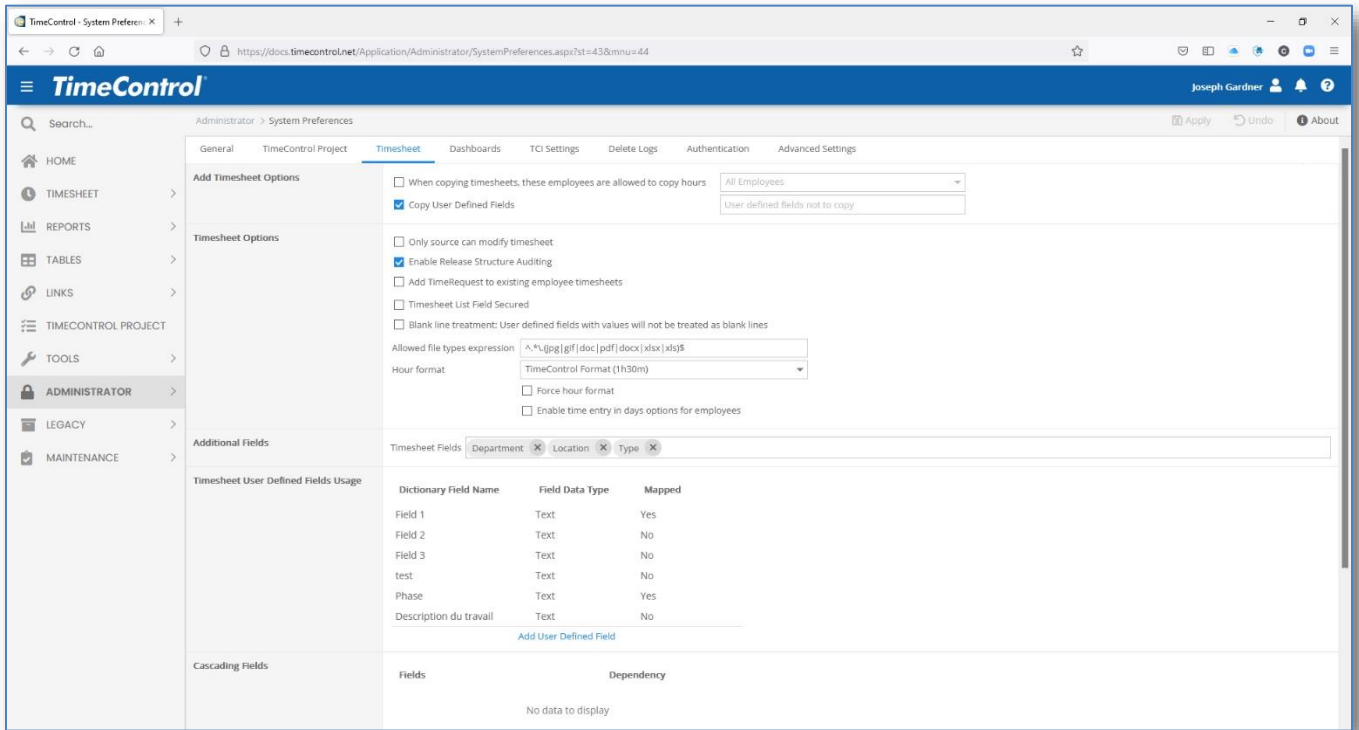 TimeControl - System Preferenc
https://docs.timecontrol.net/Application/Administrator/SystemPreferences.aspx?st=43&mnu=44
TimeControl
Joseph Gardner
Search...
Administrator > System Preferences
Apply Undo About
General TimeControl Project Timesheet Dashboards TCI Settings Delete Logs Authentication Advanced Settings
HOME
TIMESHEET
REPORTS
TABLES
LINKS
TIMECONTROL PROJECT
TOOLS
ADMINISTRATOR
LEGACY
MAINTENANCE
Add Timesheet Options
When copying timesheets, these employees are allowed to copy hours All Employees
Copy User Defined Fields User defined fields not to copy
Timesheet Options
Only source can modify timesheet
Enable Release Structure Auditing
Add TimeRequest to existing employee timesheets
Timesheet List Field Secured
Blank line treatment: User defined fields with values will not be treated as blank lines
Allowed file types expression ^.*\.(jpg|gif|doc|pdf|docx|xlsx|xls)$
Hour format TimeControl Format (1h30m)
Force hour format
Enable time entry in days options for employees
Additional Fields
Timesheet Fields Department Location Type
Timesheet User Defined Fields Usage
Dictionary Field Name Field Data Type Mapped
Field 1 Text Yes
Field 2 Text No
Field 3 Text No
test Text No
Phase Text Yes
Description du travail Text No
Add User Defined Field
Cascading Fields
Fields Dependency
No data to display